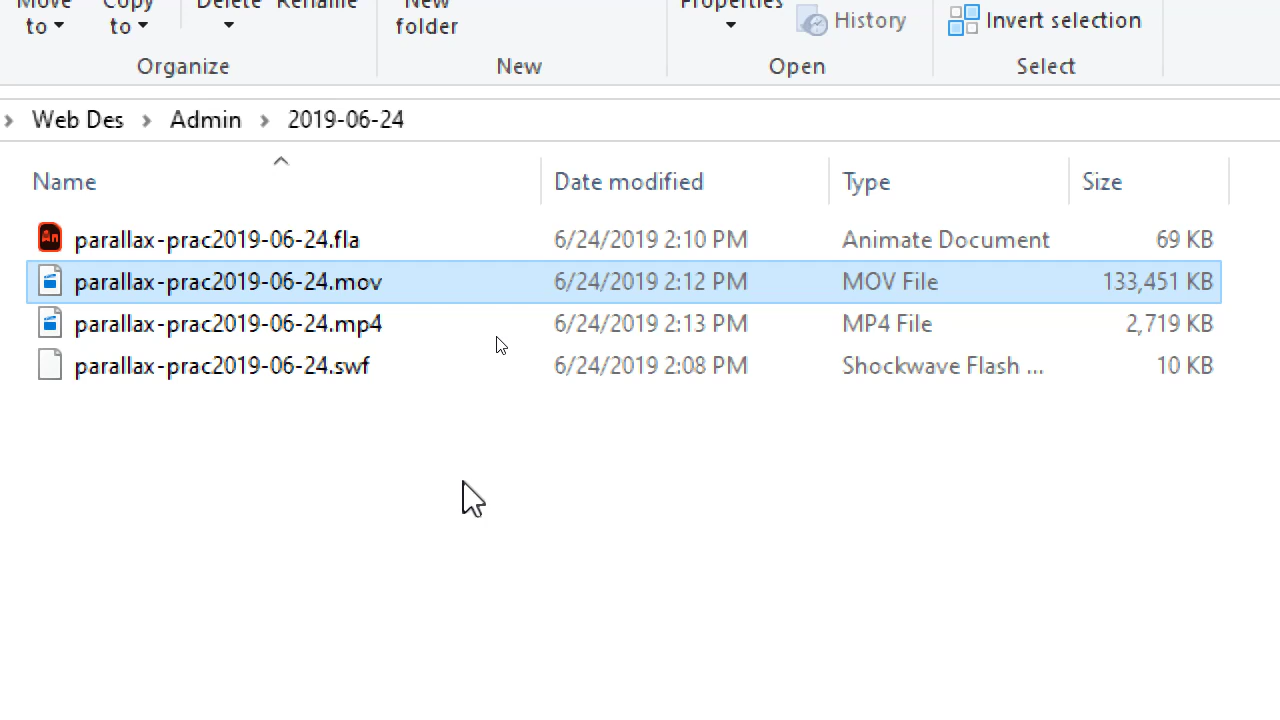 Move Copy Delete Rename New Properties
to to folder History Invert selection
Organize New Open Select
Web Des Admin 2019-06-24
Name Date modified Type Size
An parallax-prac2019-06-24.fla 6/24/2019 2:10 PM Animate Document 69 KB
parallax-prac2019-06-24.mov 6/24/2019 2:12 PM MOV File 133,451 KB
parallax-prac2019-06-24.mp4 6/24/2019 2:13 PM MP4 File 2,719 KB
parallax-prac2019-06-24.swf 6/24/2019 2:08 PM Shockwave Flash ... 10 KB